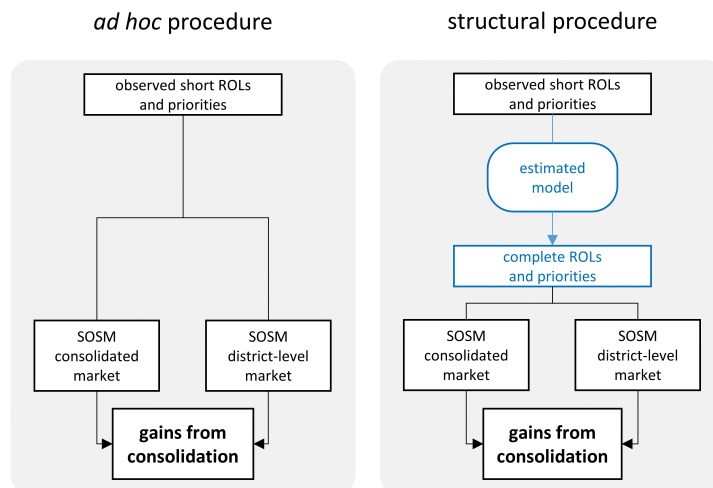 ad hoc procedure
observed short ROLs
and priorities
SOSM
consolidated
market
SOSM
district-level
market
gains from
consolidation
structural procedure
observed short ROLs
and priorities
estimated
model
complete ROLs
and priorities
SOSM
consolidated
market
SOSM
district-level
market
gains from
consolidation